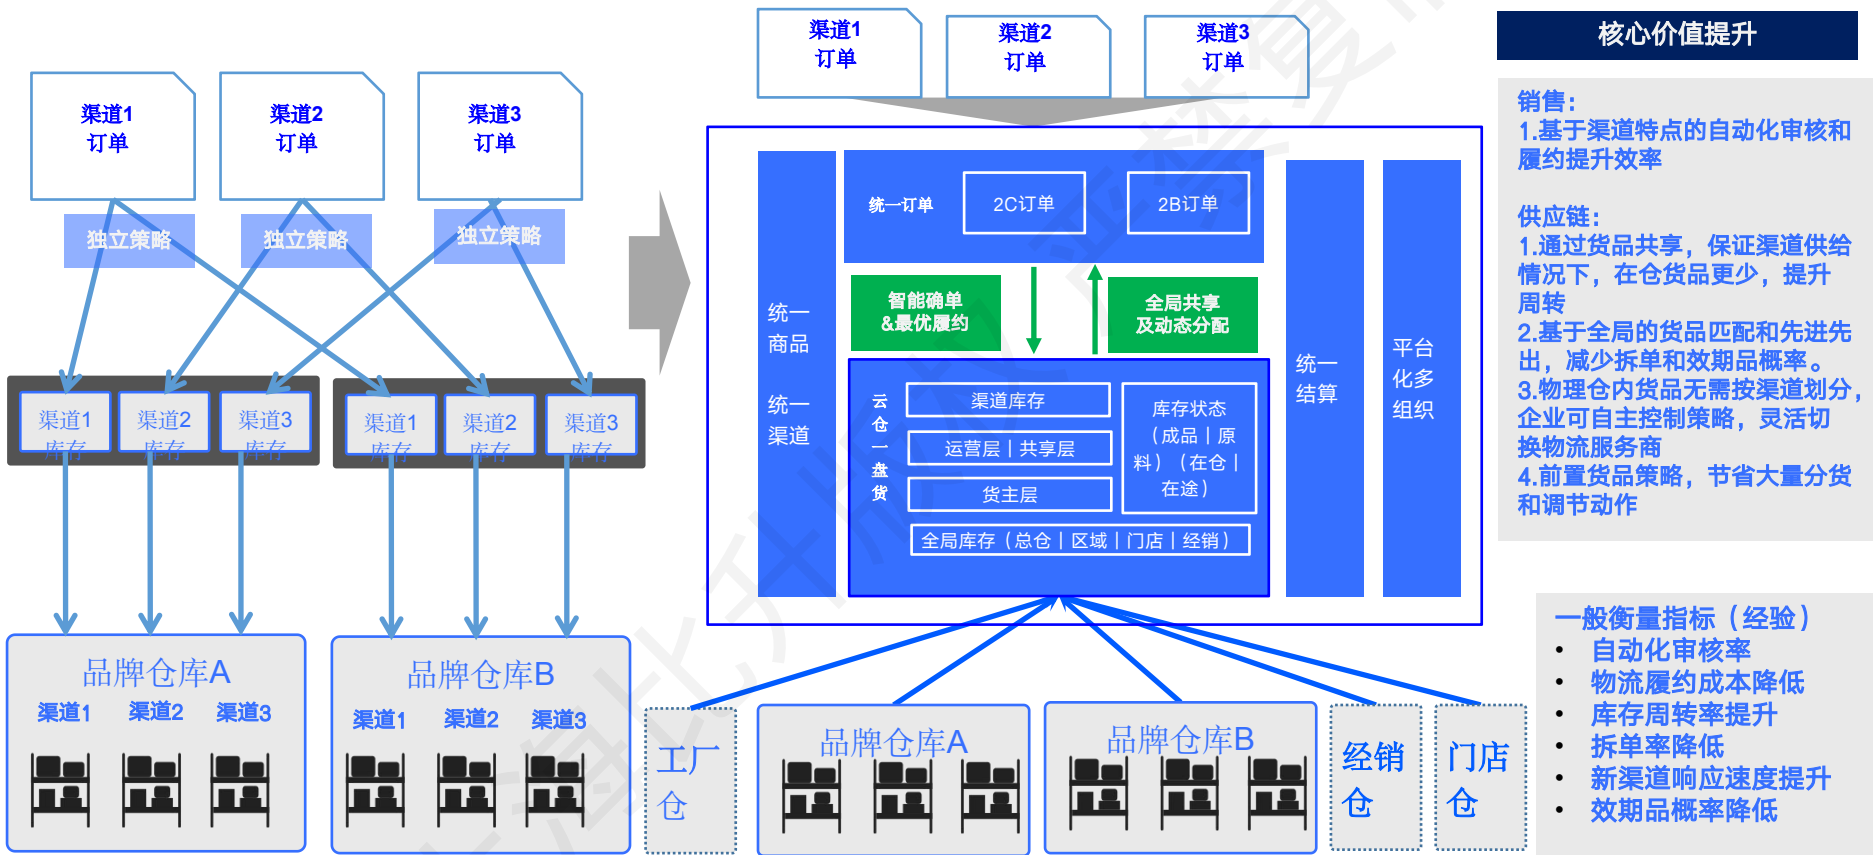 渠道1
订单
渠道2
订单
渠道3
订单
独立策略
独立策略
独立策略
渠道1
库存
渠道2
库存
渠道3
库存
渠道1
库存
渠道2
库存
渠道3
库存
品牌仓库A
渠道1
渠道2
渠道3
品牌仓库B
渠道1
渠道2
渠道3
渠道1
订单
渠道2
订单
渠道3
订单
统一
商品
统一
渠道
统一订单
2C订单
2B订单
智能确单
&最优履约
全局共享
及动态分配
云
仓
一
盘
货
渠道库存
运营层｜共享层
货主层
库存状态
（成品｜原
料）（在仓｜
在途）
全局库存（总仓｜区域｜门店｜经销）
统一
结算
平台
化多
组织
工厂
仓
品牌仓库A
品牌仓库B
经销
仓
门店
仓
核心价值提升
销售：
1.基于渠道特点的自动化审核和
履约提升效率
供应链：
1.通过货品共享，保证渠道供给
情况下，在仓货品更少，提升
周转
2.基于全局的货品匹配和先进先
出，减少拆单和效期品概率。
3.物理仓内货品无需按渠道划分，
企业可自主控制策略，灵活切
换物流服务商
4.前置货品策略，节省大量分货
和调节动作
一般衡量指标（经验）
• 自动化审核率
• 物流履约成本降低
• 库存周转率提升
• 拆单率降低
• 新渠道响应速度提升
• 效期品概率降低
上海比升版权 严禁复